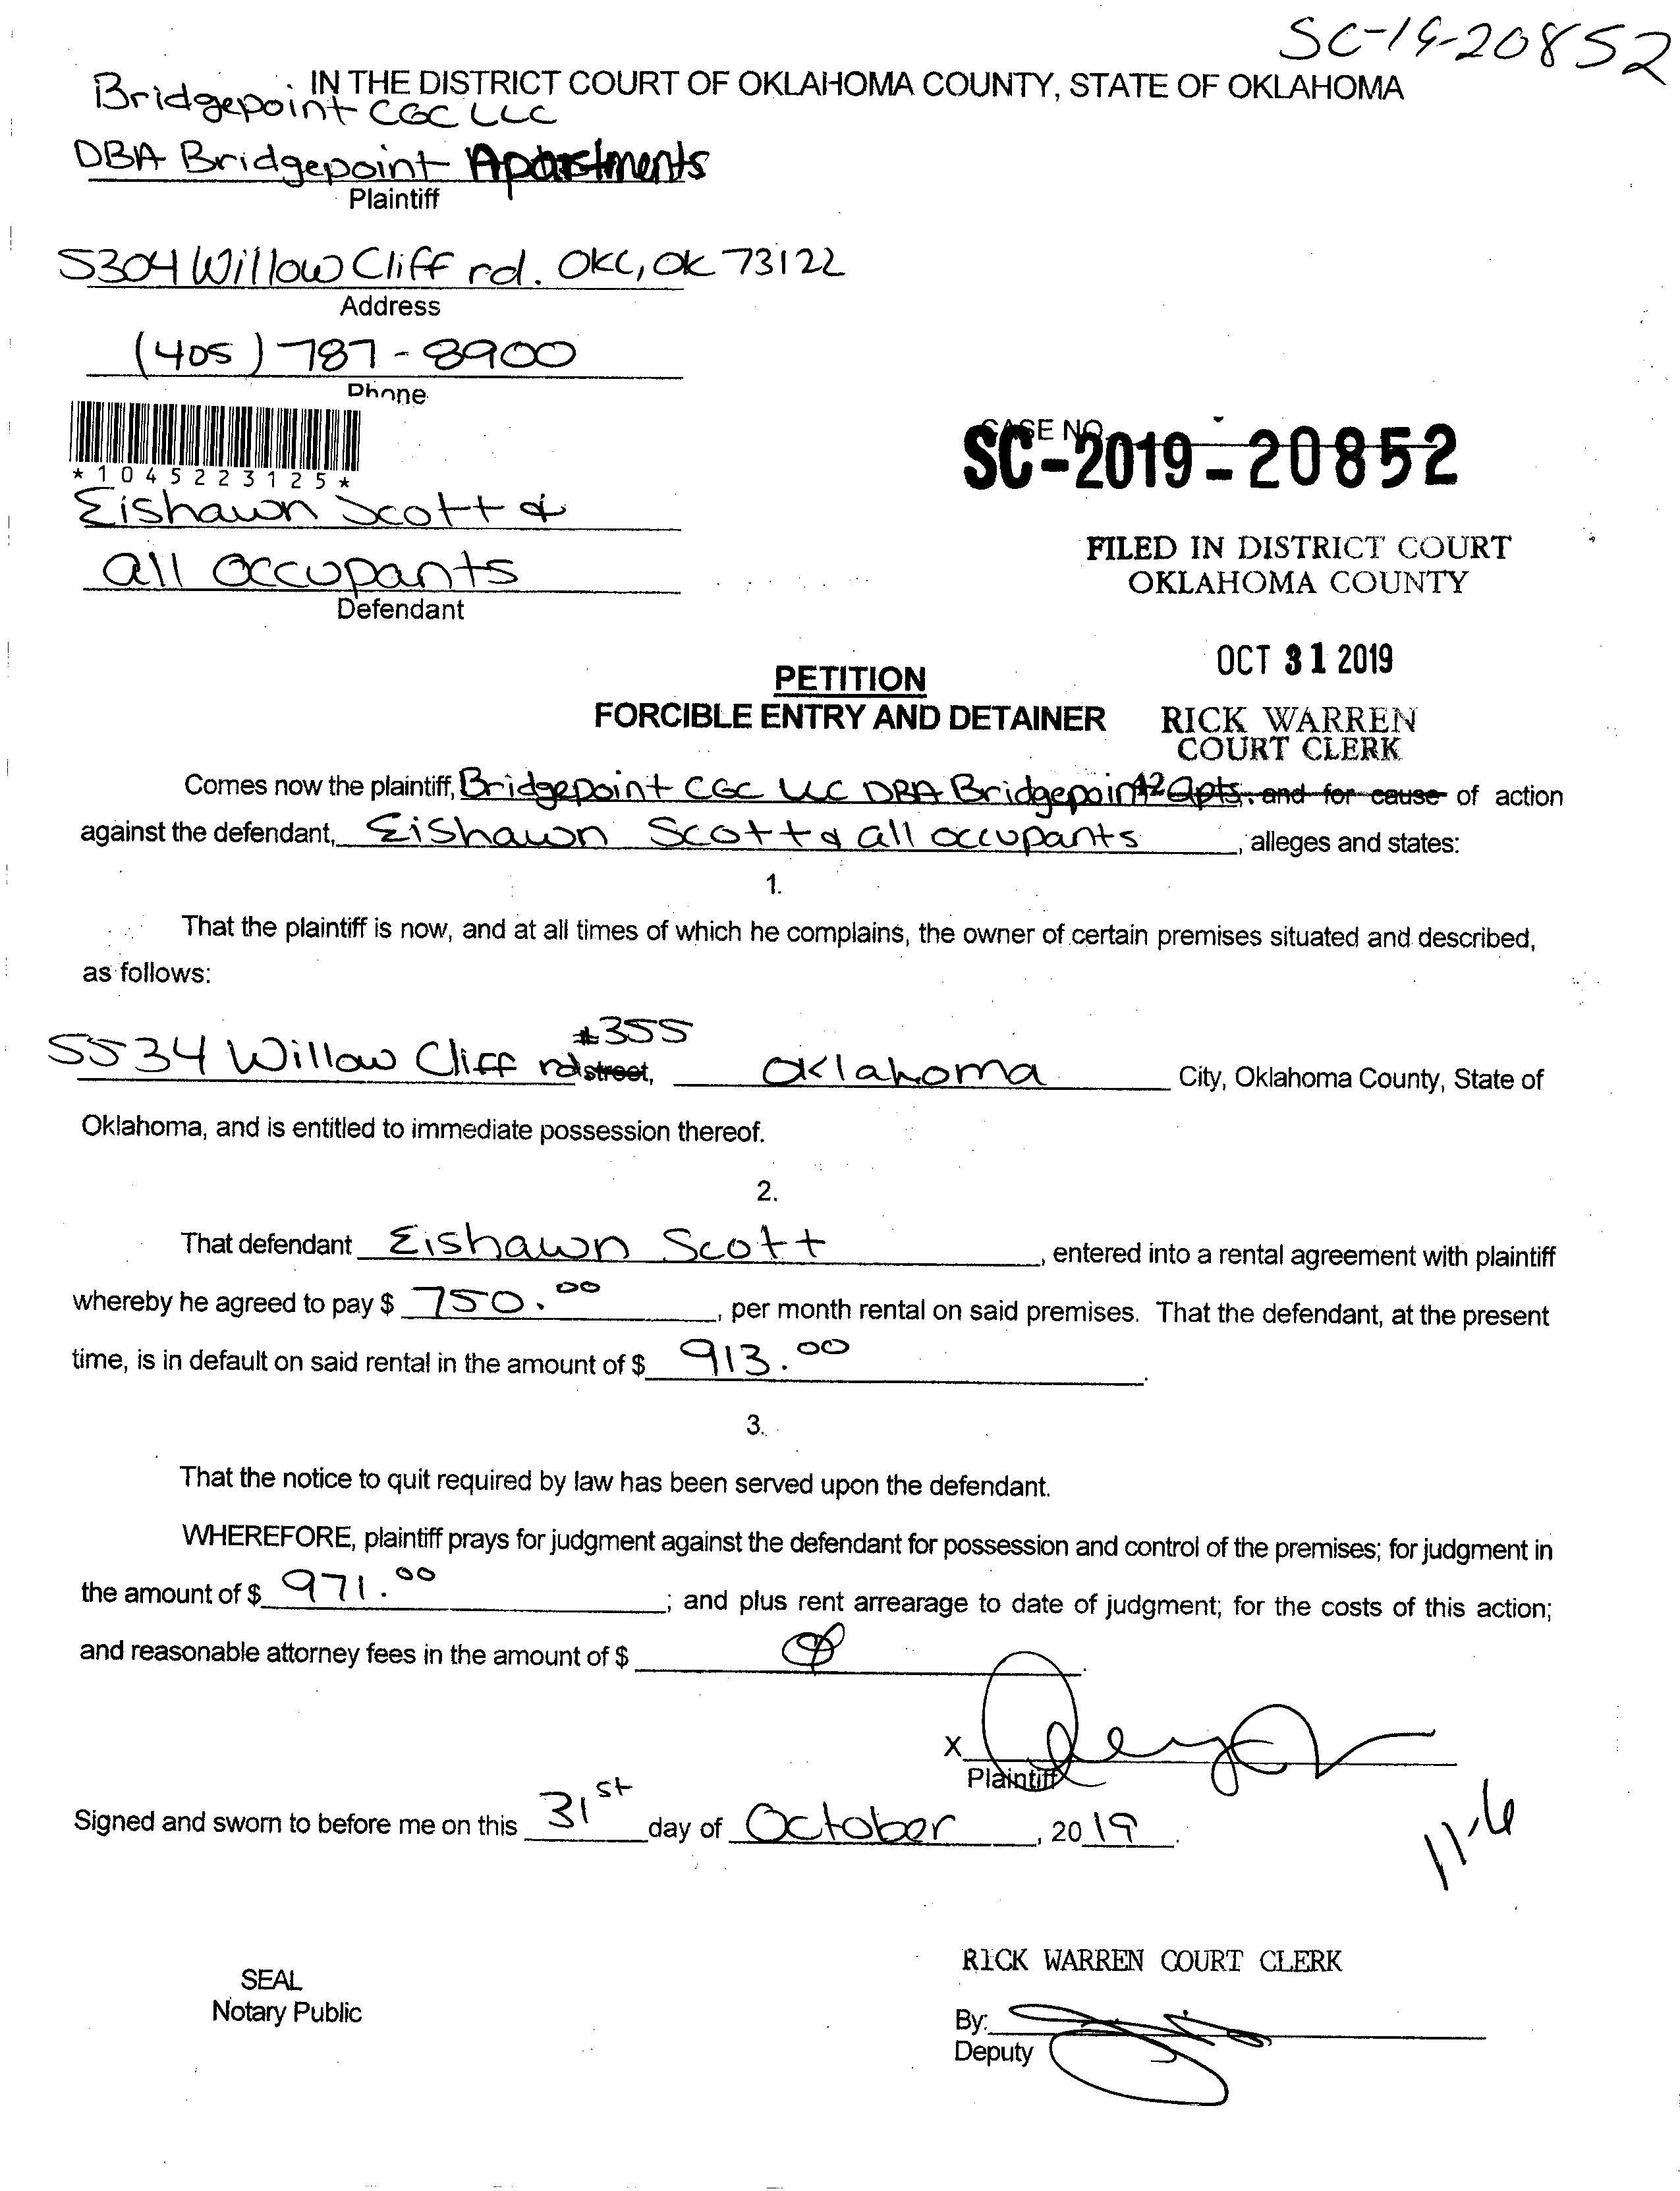 SC-19-20852
IN THE DISTRICT COURT OF OKLAHOMA COUNTY, STATE OF OKLAHOMA
Bridgepoint CGC LLC
DBA Bridgepoint Apartments
Plaintiff
5304 Willow Cliff rd. OKC, OK 73122
Address
(405) 787-8900
Phone
*1045223125*
CASE NO.
SC-2019-20852
Eishawn Scott &
all occupants
Defendant
FILED IN DISTRICT COURT
OKLAHOMA COUNTY
OCT 31 2019
RICK WARREN
COURT CLERK
PETITION
FORCIBLE ENTRY AND DETAINER
Comes now the plaintiff, Bridgepoint CGC LLC DBA Bridgepoint Apts, and for cause of action
against the defendant, Eishawn Scott & all occupants, alleges and states:
1.
That the plaintiff is now, and at all times of which he complains, the owner of certain premises situated and described,
as follows:
#355
5534 Willow Cliff rd street, Oklahoma City, Oklahoma County, State of
Oklahoma, and is entitled to immediate possession thereof.
2.
That defendant Eishawn Scott, entered into a rental agreement with plaintiff
whereby he agreed to pay $ 750.00, per month rental on said premises. That the defendant, at the present
time, is in default on said rental in the amount of $ 913.00.
3.
That the notice to quit required by law has been served upon the defendant.
WHEREFORE, plaintiff prays for judgment against the defendant for possession and control of the premises; for judgment in
the amount of $ 971.00; and plus rent arrearage to date of judgment; for the costs of this action;
and reasonable attorney fees in the amount of $ Ø.
X
Plaintiff
Signed and sworn to before me on this 31st day of October, 2019.
11-6
SEAL
Notary Public
RICK WARREN COURT CLERK
By:
Deputy